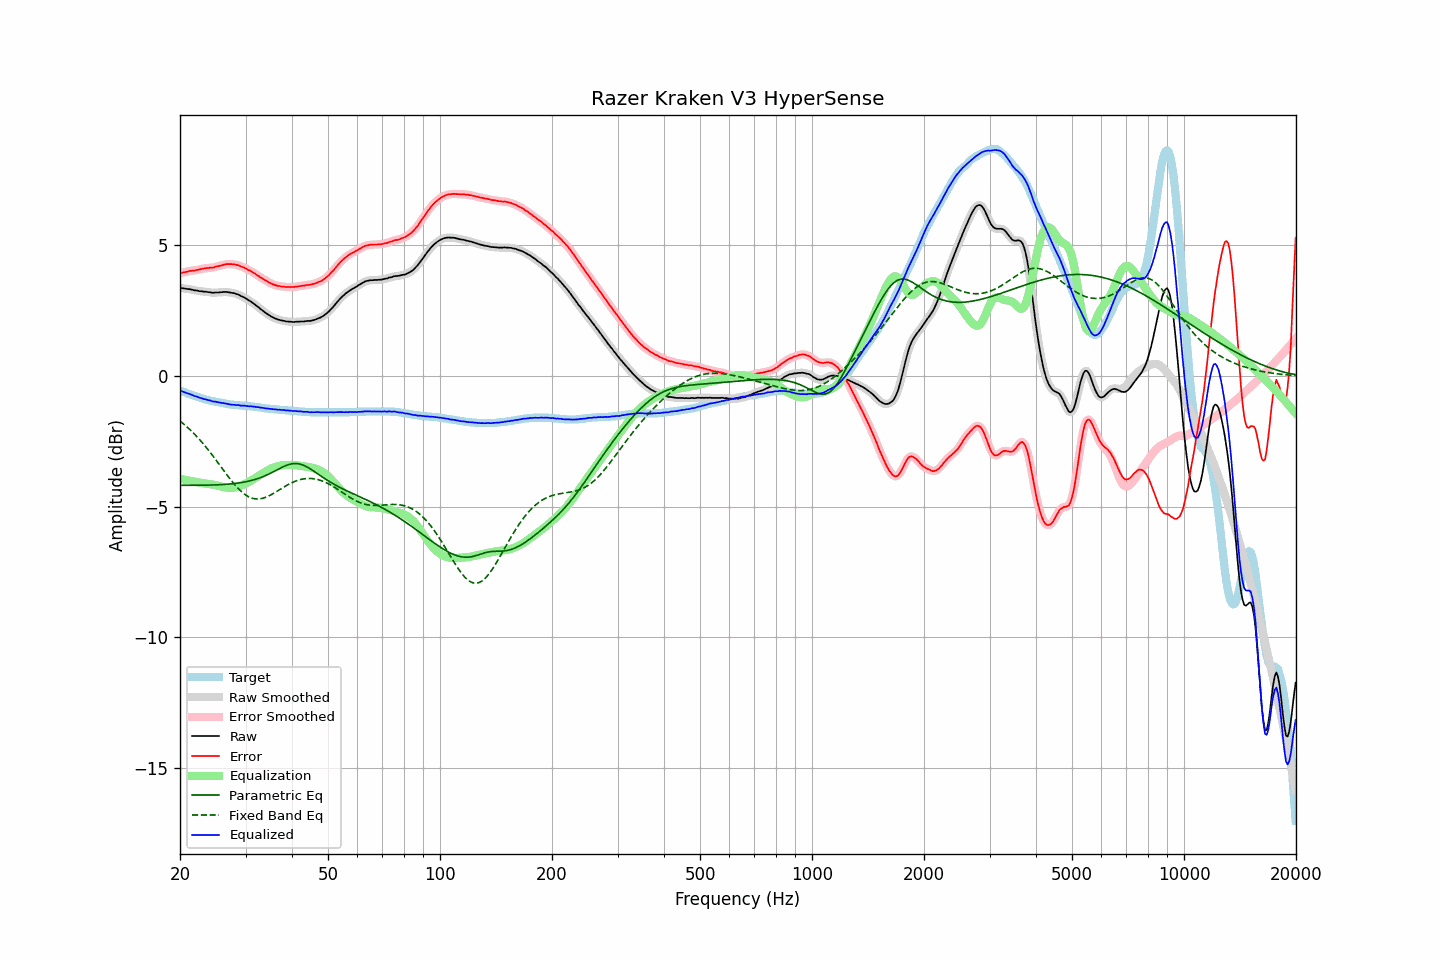 Razer Kraken V3 HyperSense
Amplitude (dBr)
5
0
−5
−10
−15
Target
Raw Smoothed
Error Smoothed
Raw
Error
Equalization
Parametric Eq
Fixed Band Eq
Equalized
20 50 100 200 500 1000 2000 5000 10000 20000
Frequency (Hz)